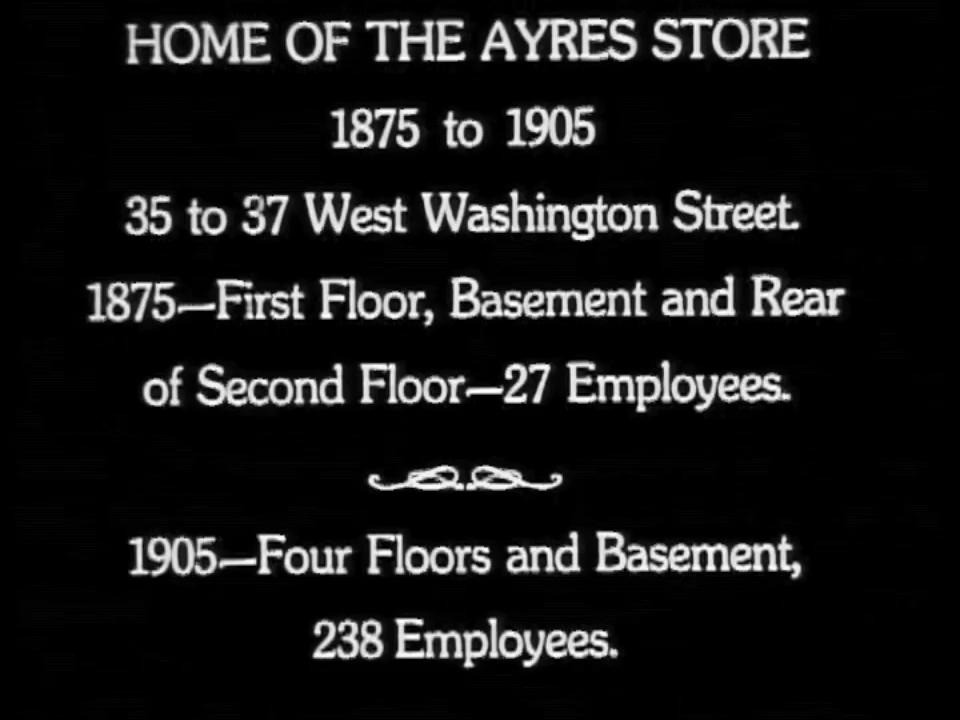 HOME OF THE AYRES STORE
1875 to 1905
35 to 37 West Washington Street.
1875—First Floor, Basement and Rear
of Second Floor—27 Employees.
1905—Four Floors and Basement,
238 Employees.